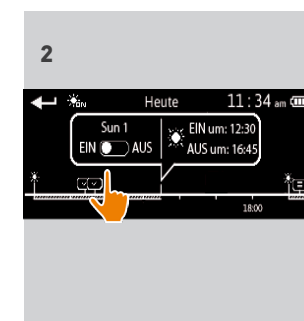 2
ON Heute 11:34 am
Sun 1
EIN AUS
EIN um: 12:30
AUS um: 16:45
18:00